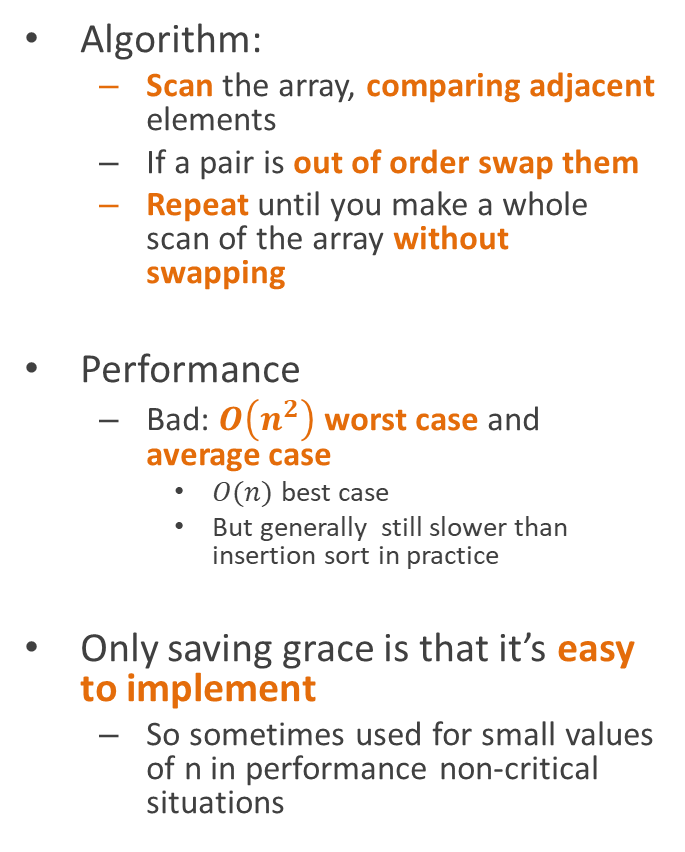 • Algorithm:
– Scan the array, comparing adjacent
elements
– If a pair is out of order swap them
– Repeat until you make a whole
scan of the array without
swapping
• Performance
– Bad: O(n²) worst case and
average case
• O(n) best case
• But generally still slower than
insertion sort in practice
• Only saving grace is that it’s easy
to implement
– So sometimes used for small values
of n in performance non-critical
situations